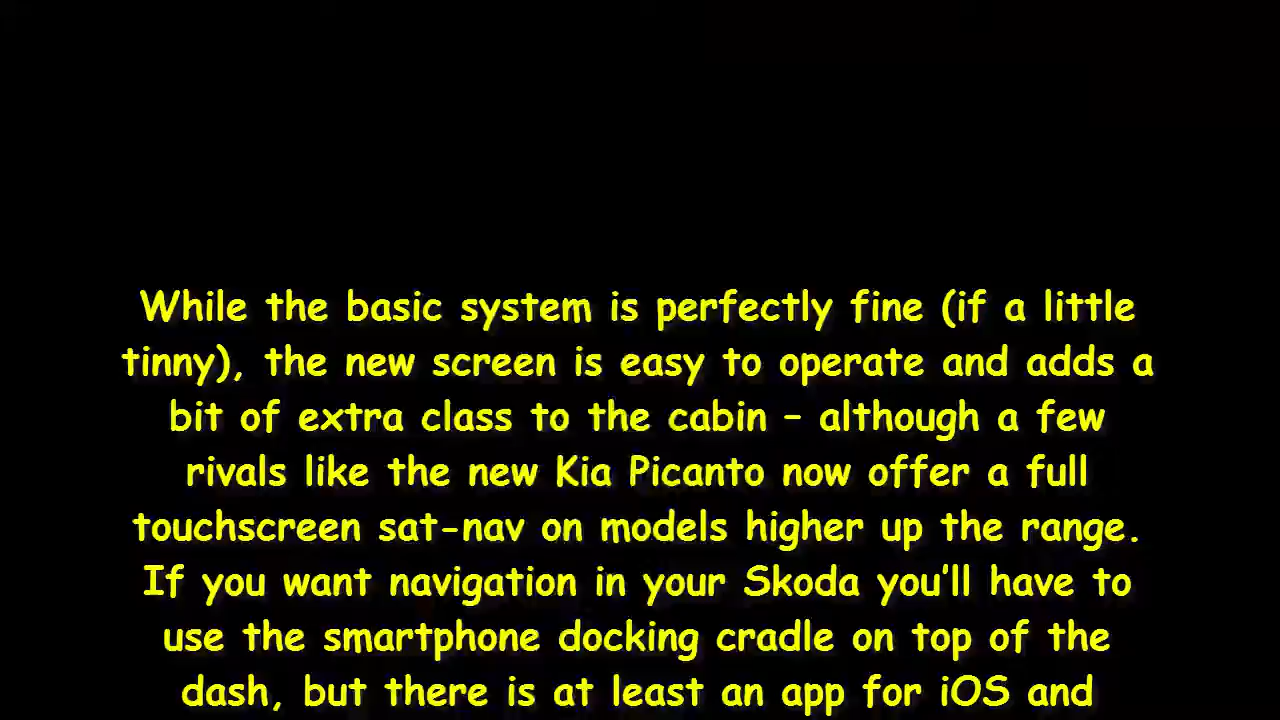 While the basic system is perfectly fine (if a little
tinny), the new screen is easy to operate and adds a
bit of extra class to the cabin – although a few
rivals like the new Kia Picanto now offer a full
touchscreen sat-nav on models higher up the range.
If you want navigation in your Skoda you’ll have to
use the smartphone docking cradle on top of the
dash, but there is at least an app for iOS and